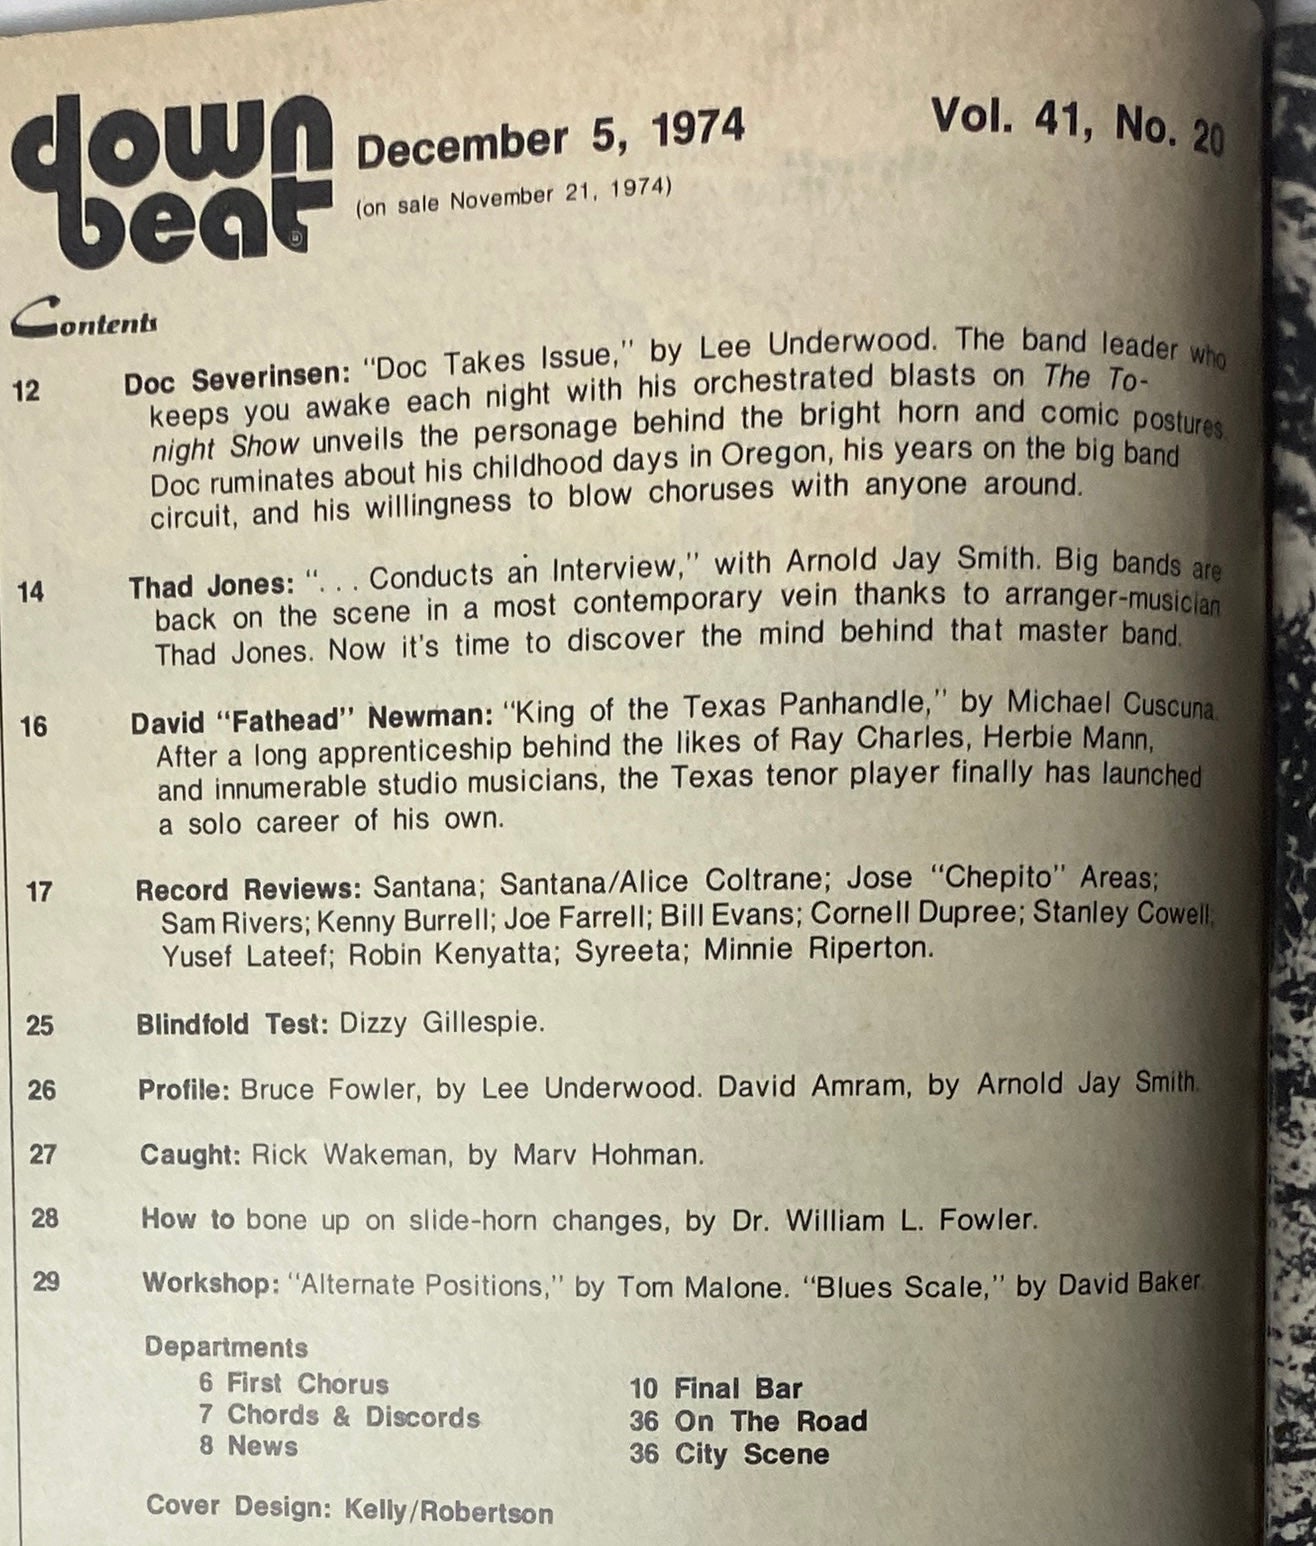 down beat
December 5, 1974
Vol. 41, No. 20
(on sale November 21, 1974)
Contents
12 Doc Severinsen: "Doc Takes Issue," by Lee Underwood. The band leader who
keeps you awake each night with his orchestrated blasts on The To-
night Show unveils the personage behind the bright horn and comic postures.
Doc ruminates about his childhood days in Oregon, his years on the big band
circuit, and his willingness to blow choruses with anyone around.
14 Thad Jones: ". . . Conducts an Interview," with Arnold Jay Smith. Big bands are
back on the scene in a most contemporary vein thanks to arranger-musician
Thad Jones. Now it's time to discover the mind behind that master band.
16 David "Fathead" Newman: "King of the Texas Panhandle," by Michael Cuscuna.
After a long apprenticeship behind the likes of Ray Charles, Herbie Mann,
and innumerable studio musicians, the Texas tenor player finally has launched
a solo career of his own.
17 Record Reviews: Santana; Santana/Alice Coltrane; Jose "Chepito" Areas;
Sam Rivers; Kenny Burrell; Joe Farrell; Bill Evans; Cornell Dupree; Stanley Cowell;
Yusef Lateef; Robin Kenyatta; Syreeta; Minnie Riperton.
25 Blindfold Test: Dizzy Gillespie.
26 Profile: Bruce Fowler, by Lee Underwood. David Amram, by Arnold Jay Smith.
27 Caught: Rick Wakeman, by Marv Hohman.
28 How to bone up on slide-horn changes, by Dr. William L. Fowler.
29 Workshop: "Alternate Positions," by Tom Malone. "Blues Scale," by David Baker.
Departments
6 First Chorus
7 Chords & Discords
8 News
10 Final Bar
36 On The Road
36 City Scene
Cover Design: Kelly/Robertson